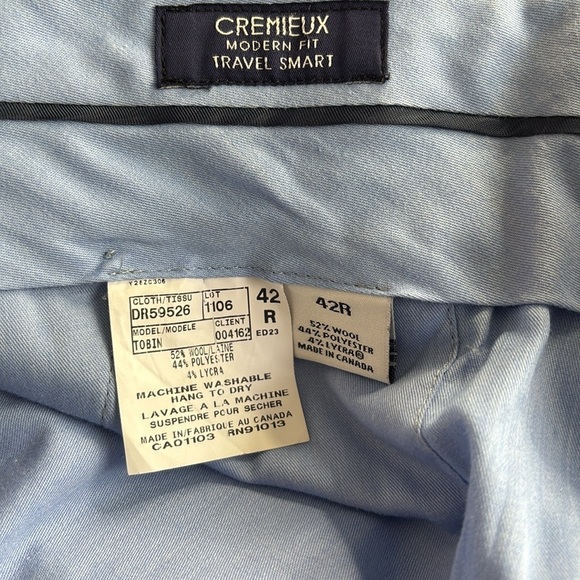 CREMIEUX
MODERN FIT
TRAVEL SMART
Y28ZC306
CLOTH/TISSU LOT
DR59526 1106
42
R
MODEL/MODELE CLIENT
TOBIN 004162
ED23
52% WOOL/LAINE
44% POLYESTER
4% LYCRA
MACHINE WASHABLE
HANG TO DRY
LAVAGE A LA MACHINE
SUSPENDRE POUR SECHER
MADE IN/FABRIQUE AU CANADA
CA01103 RN91013
42R
52% WOOL
44% POLYESTER
4% LYCRA®
MADE IN CANADA